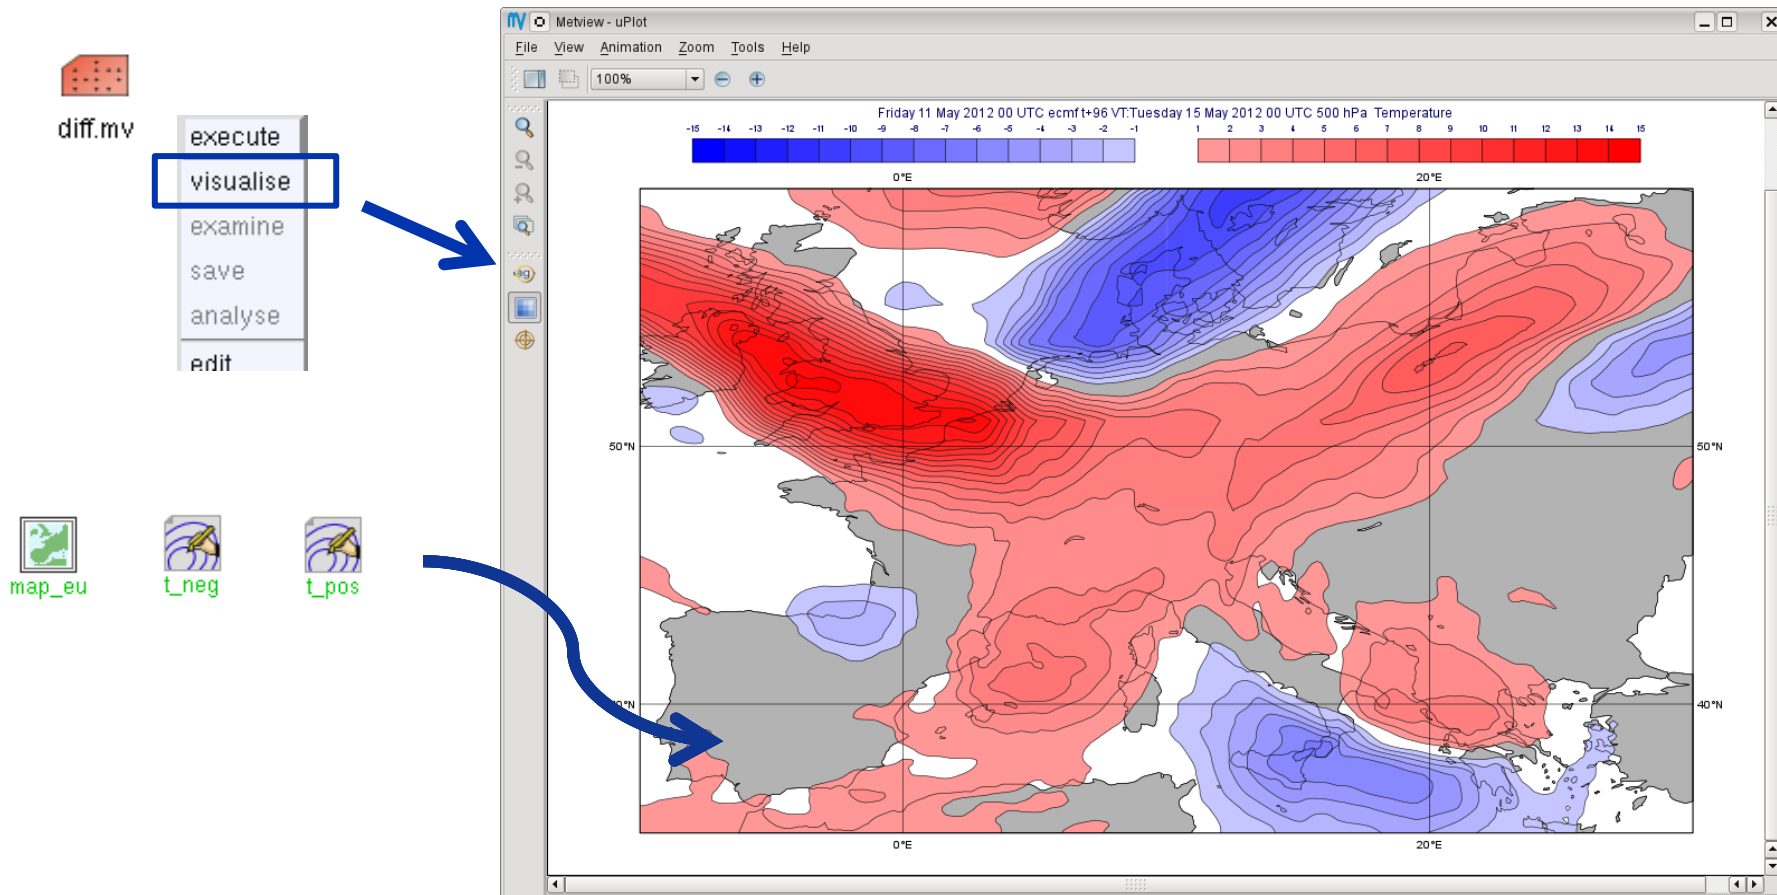 diff.mv
execute
visualise
examine
save
analyse
edit
map_eu
t_neg
t_pos
Metview - uPlot
File View Animation Zoom Tools Help
100%
Friday 11 May 2012 00 UTC ecmf t+96 VT:Tuesday 15 May 2012 00 UTC 500 hPa Temperature
-15 -14 -13 -12 -11 -10 -9 -8 -7 -6 -5 -4 -3 -2 -1 1 2 3 4 5 6 7 8 9 10 11 12 13 14 15
0°E 20°E
50°N 50°N
40°N
0°E 20°E